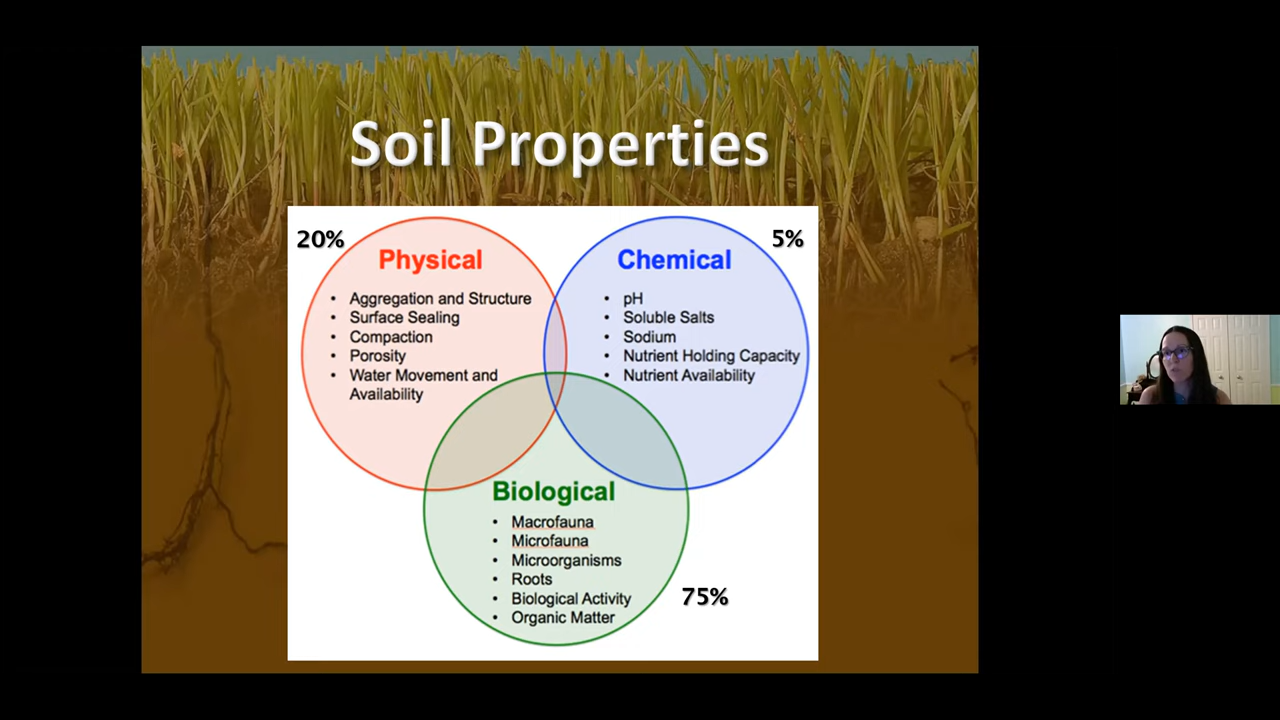 Soil Properties
20%
Physical
• Aggregation and Structure
• Surface Sealing
• Compaction
• Porosity
• Water Movement and
Availability
5%
Chemical
• pH
• Soluble Salts
• Sodium
• Nutrient Holding Capacity
• Nutrient Availability
Biological
• Macrofauna
• Microfauna
• Microorganisms
• Roots
• Biological Activity
• Organic Matter
75%